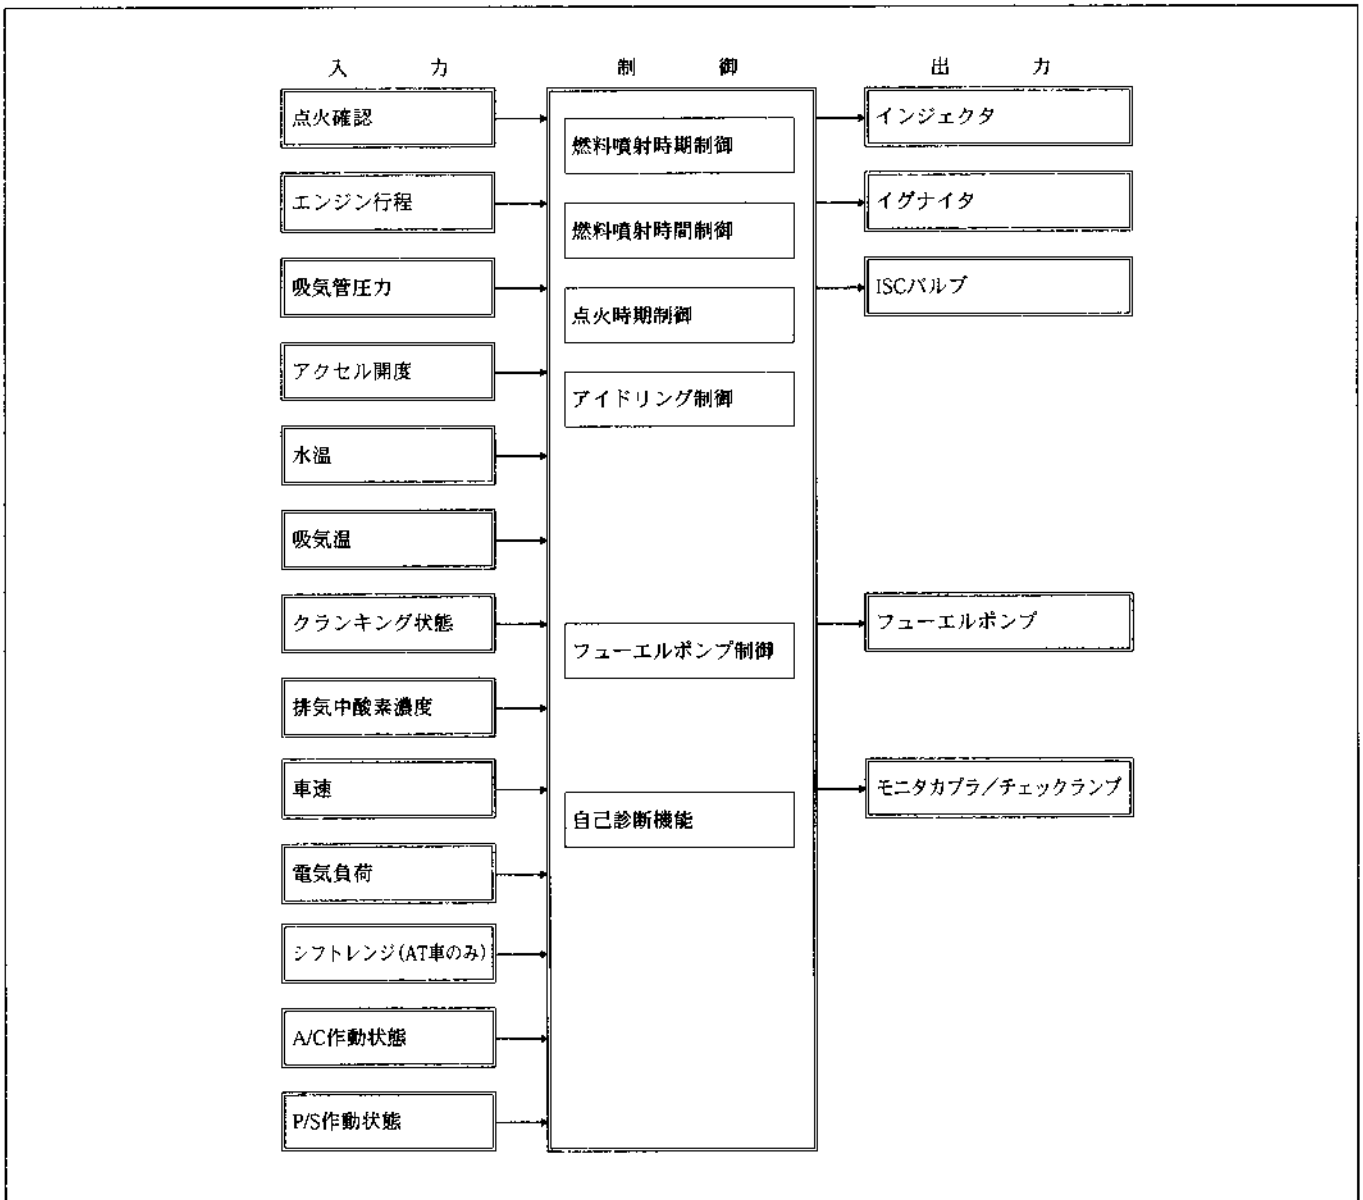 入力
制御
出力
点火確認
エンジン行程
吸気管圧力
アクセル開度
水温
吸気温
クランキング状態
排気中酸素濃度
車速
電気負荷
シフトレンジ(AT車のみ)
A/C作動状態
P/S作動状態
燃料噴射時期制御
燃料噴射時間制御
点火時期制御
アイドリング制御
フューエルポンプ制御
自己診断機能
インジェクタ
イグナイタ
ISCバルブ
フューエルポンプ
モニタカプラ/チェックランプ